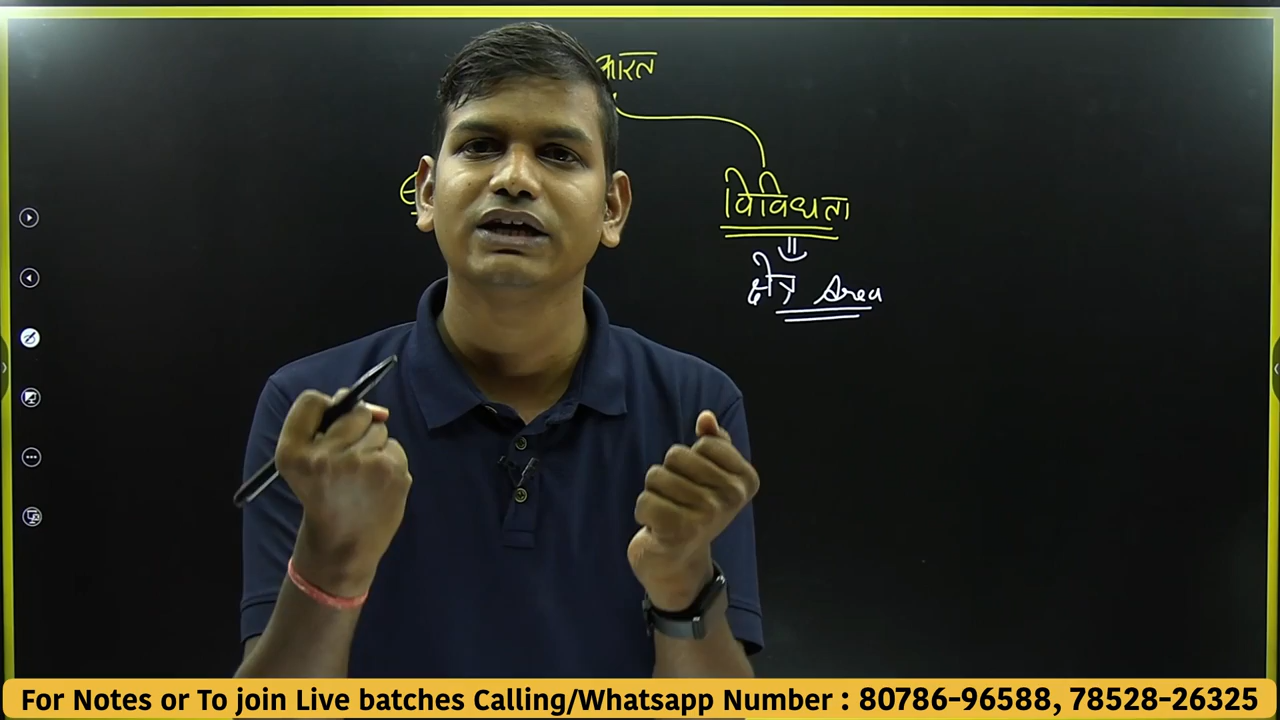 भारत
विविधता
क्षेत्र Area
For Notes or To join Live batches Calling/Whatsapp Number : 80786-96588, 78528-26325